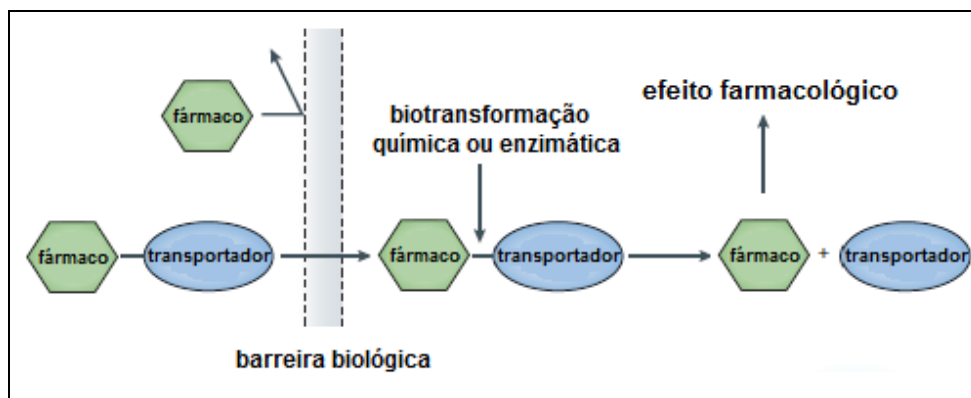 fármaco
biotransformação
química ou enzimática
efeito farmacológico
fármaco transportador
fármaco transportador
fármaco + transportador
barreira biológica